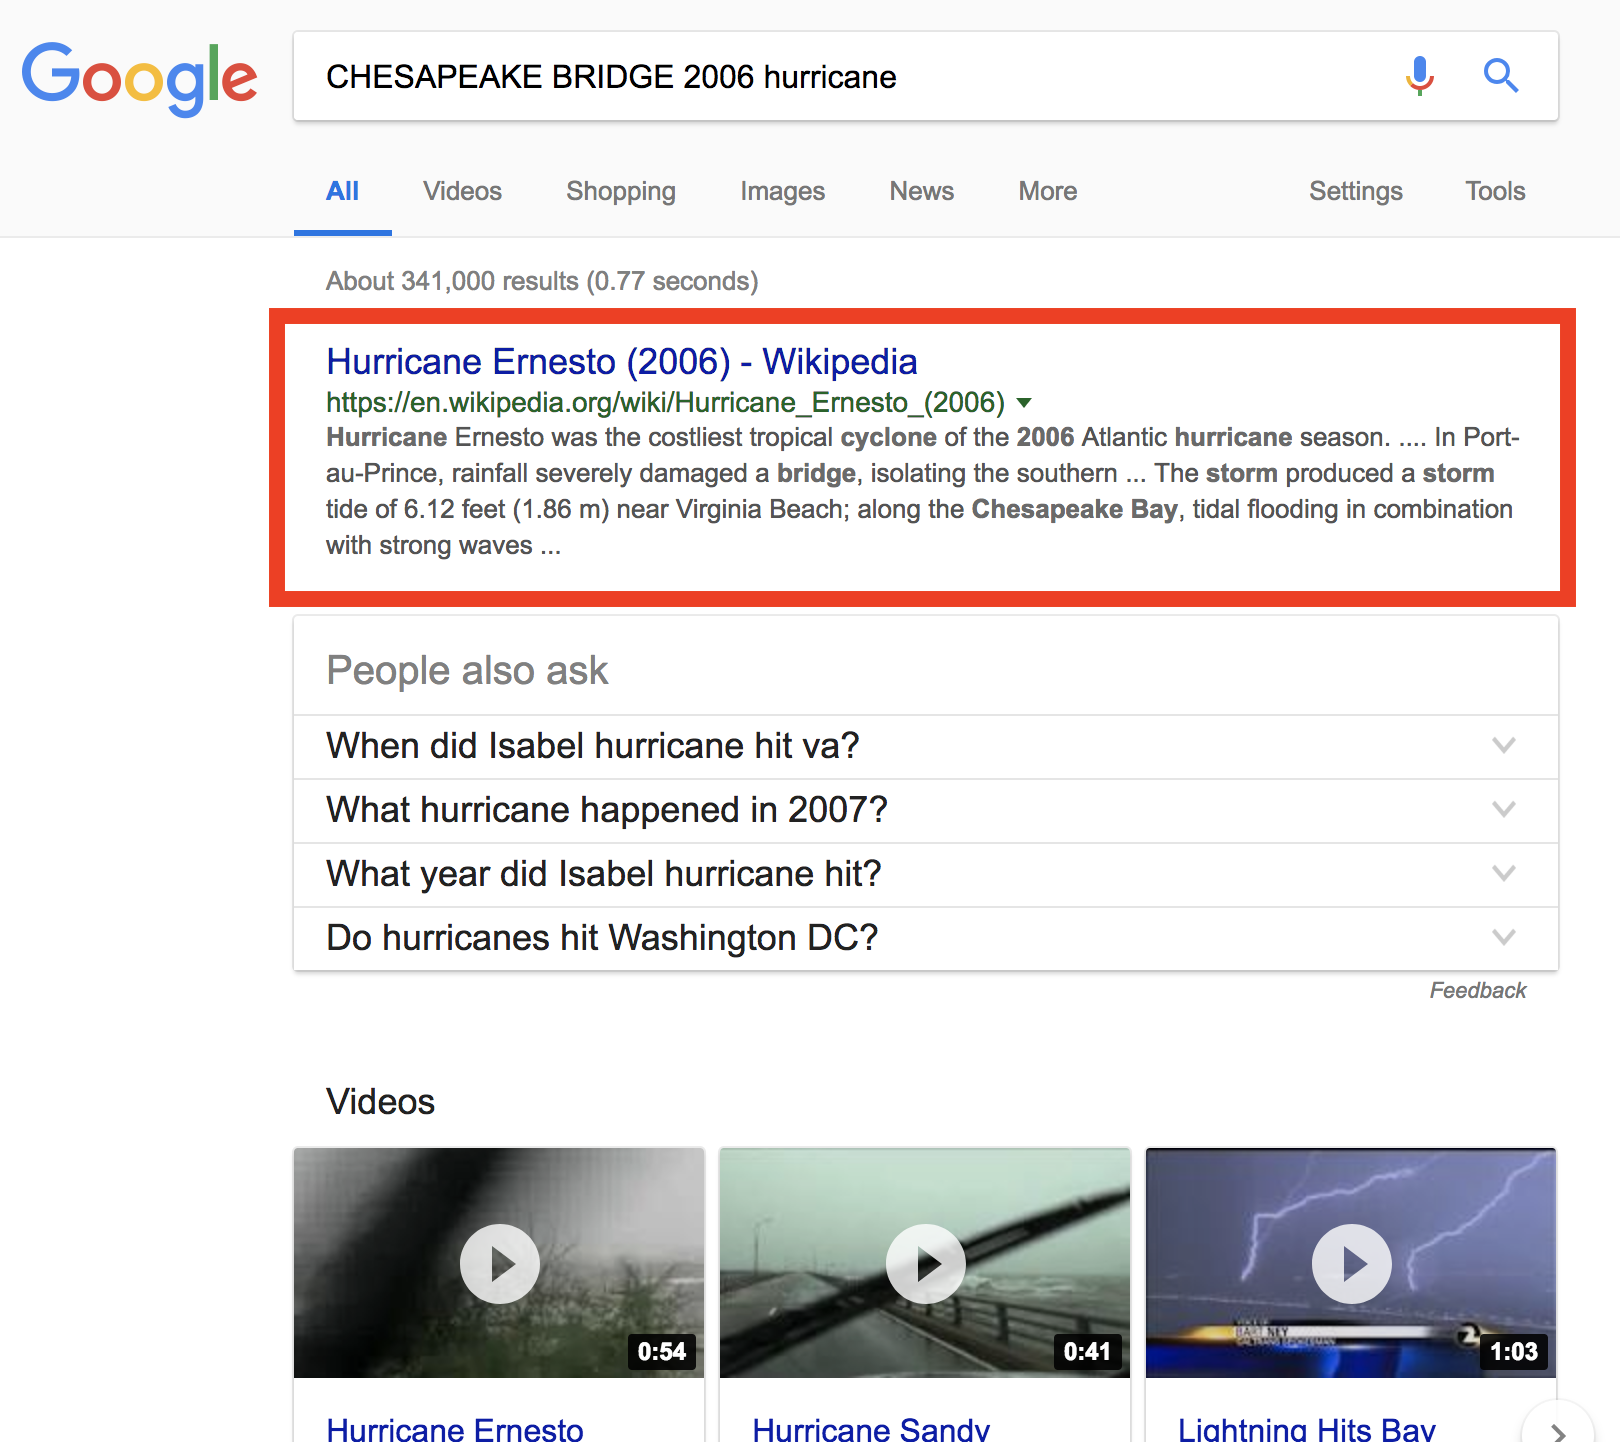 Google
CHESAPEAKE BRIDGE 2006 hurricane
All Videos Shopping Images News More Settings Tools
About 341,000 results (0.77 seconds)
Hurricane Ernesto (2006) - Wikipedia
https://en.wikipedia.org/wiki/Hurricane_Ernesto_(2006)
Hurricane Ernesto was the costliest tropical cyclone of the 2006 Atlantic hurricane season. .... In Port-
au-Prince, rainfall severely damaged a bridge, isolating the southern ... The storm produced a storm
tide of 6.12 feet (1.86 m) near Virginia Beach; along the Chesapeake Bay, tidal flooding in combination
with strong waves ...
People also ask
When did Isabel hurricane hit va?
What hurricane happened in 2007?
What year did Isabel hurricane hit?
Do hurricanes hit Washington DC?
Feedback
Videos
0:54 0:41 1:03
Hurricane Ernesto Hurricane Sandy Lightning Hits Bay